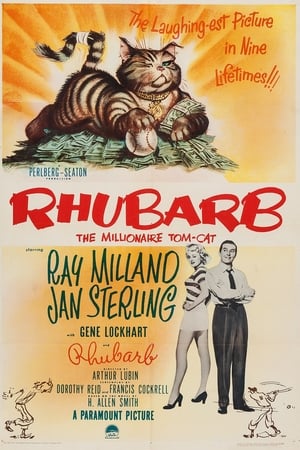 The Laughing-est Picture
in Nine
Lifetimes!!!
PERLBERG-SEATON
PRODUCTION
RHUBARB
THE MILLIONAIRE TOM-CAT
starring
RAY MILLAND
JAN STERLING
with GENE LOCKHART
and
Rhubarb
DIRECTED BY
ARTHUR LUBIN
SCREENPLAY BY
DOROTHY REID AND FRANCIS COCKRELL
BASED ON THE NOVEL BY
H. ALLEN SMITH
A PARAMOUNT PICTURE